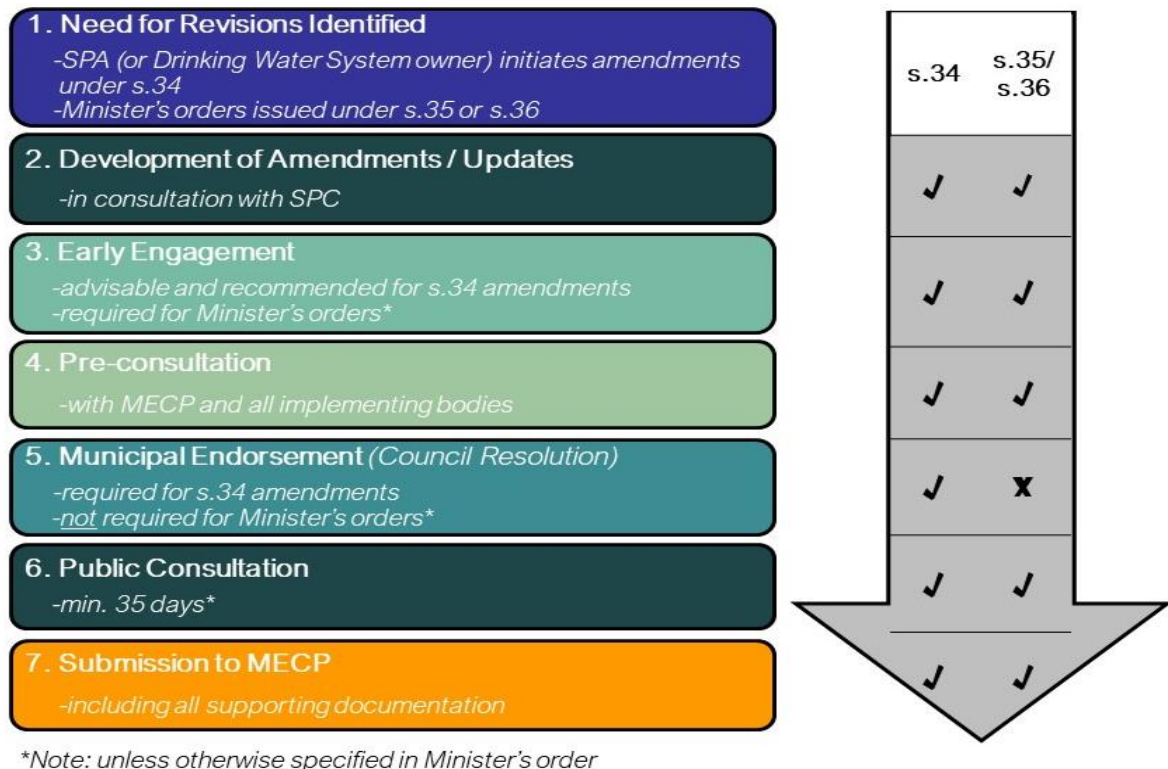 1. Need for Revisions Identified
-SPA (or Drinking Water System owner) initiates amendments
under s.34
-Minister's orders issued under s.35 or s.36
s.34
s.35/
s.36
2. Development of Amendments / Updates
-in consultation with SPC
✓ ✓
3. Early Engagement
-advisable and recommended for s.34 amendments
-required for Minister's orders*
✓ ✓
4. Pre-consultation
-with MECP and all implementing bodies
✓ ✓
5. Municipal Endorsement (Council Resolution)
-required for s.34 amendments
-not required for Minister's orders*
✓ x
6. Public Consultation
-min. 35 days*
✓ ✓
7. Submission to MECP
-including all supporting documentation
✓ ✓
*Note: unless otherwise specified in Minister's order